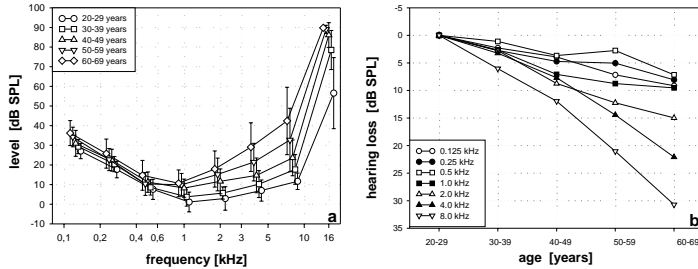 100
90
80
70
60
50
40
30
20
10
0
-10
level [dB SPL]
20-29 years
30-39 years
40-49 years
50-59 years
60-69 years
a
0,1
0,2
0,4
0,6
1
2
3
4
6
10
16
frequency [kHz]
-5
0
5
10
15
20
25
30
35
hearing loss
[dB SPL]
0.125 kHz
0.25 kHz
0.5 kHz
1.0 kHz
2.0 kHz
4.0 kHz
8.0 kHz
b
20-29
30-39
40-49
50-59
60-69
age [years]